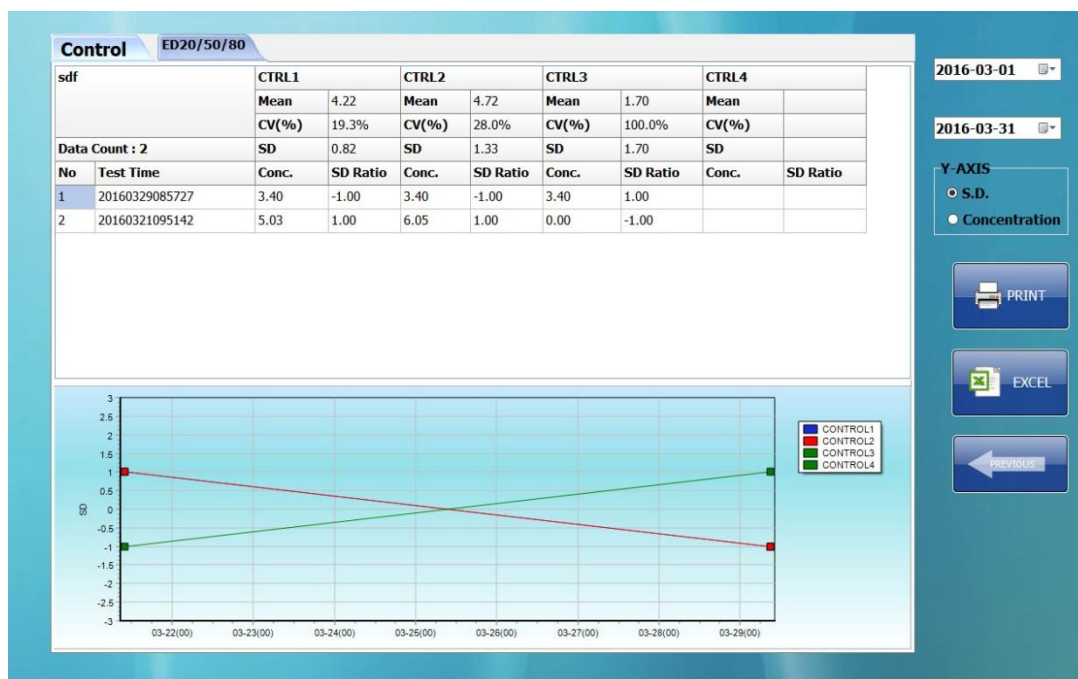 Control ED20/50/80
sdf CTRL1 CTRL2 CTRL3 CTRL4
Mean 4.22 Mean 4.72 Mean 1.70 Mean
CV(%) 19.3% CV(%) 28.0% CV(%) 100.0% CV(%)
Data Count : 2 SD 0.82 SD 1.33 SD 1.70 SD
No Test Time Conc. SD Ratio Conc. SD Ratio Conc. SD Ratio Conc. SD Ratio
1 20160329085727 3.40 -1.00 3.40 -1.00 3.40 1.00
2 20160321095142 5.03 1.00 6.05 1.00 0.00 -1.00
2016-03-01
2016-03-31
Y-AXIS
S.D.
Concentration
PRINT
EXCEL
PREVIOUS
3
2.5
2
1.5
1
0.5
0
-0.5
-1
-1.5
-2
-2.5
-3
SD
03-22(00) 03-23(00) 03-24(00) 03-25(00) 03-26(00) 03-27(00) 03-28(00) 03-29(00)
CONTROL1
CONTROL2
CONTROL3
CONTROL4